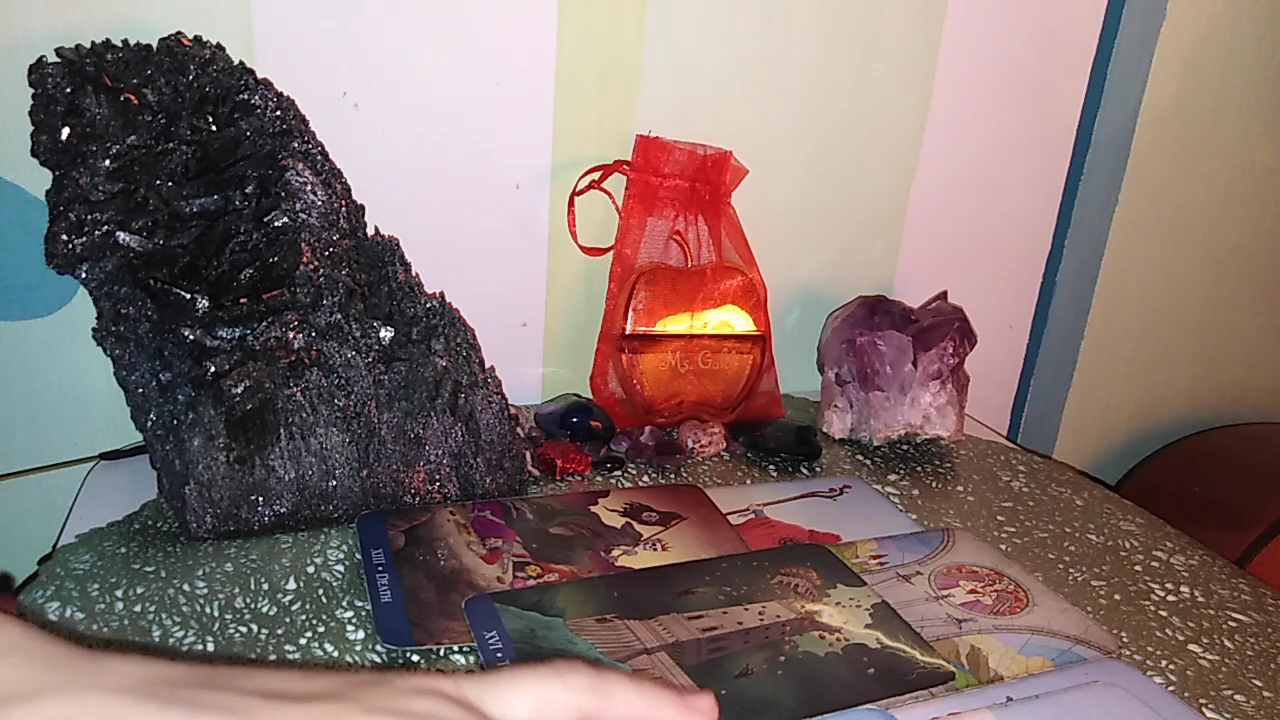 Ms. Gold
XIII • DEATH
XVI •